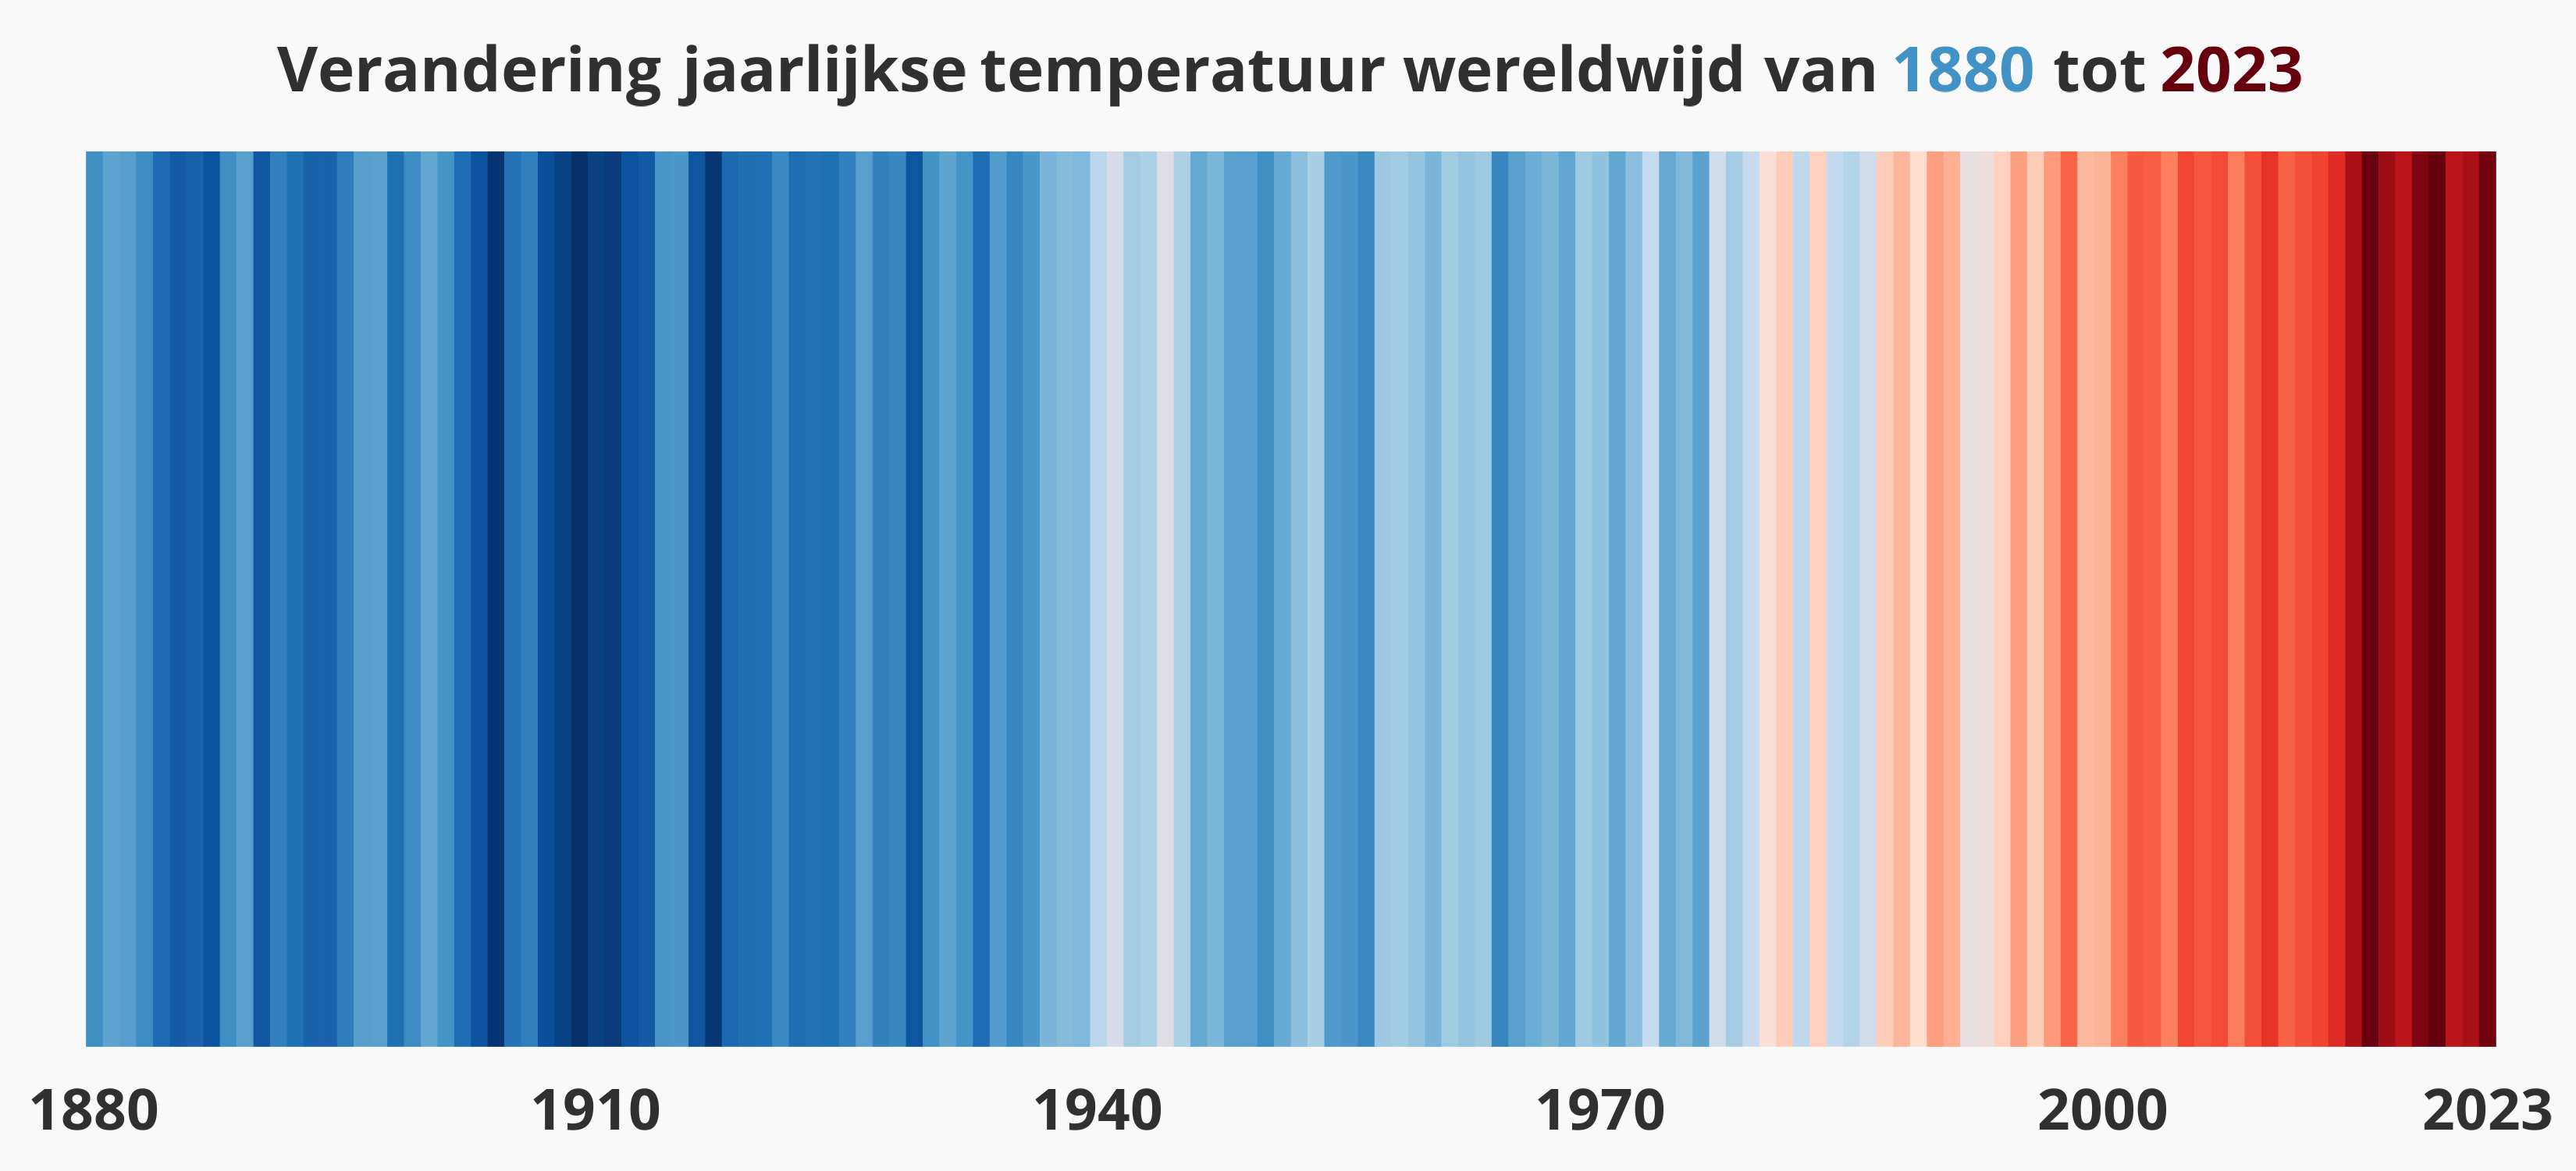 Verandering jaarlijkse temperatuur wereldwijd van 1880 tot 2023
1880 1910 1940 1970 2000 2023